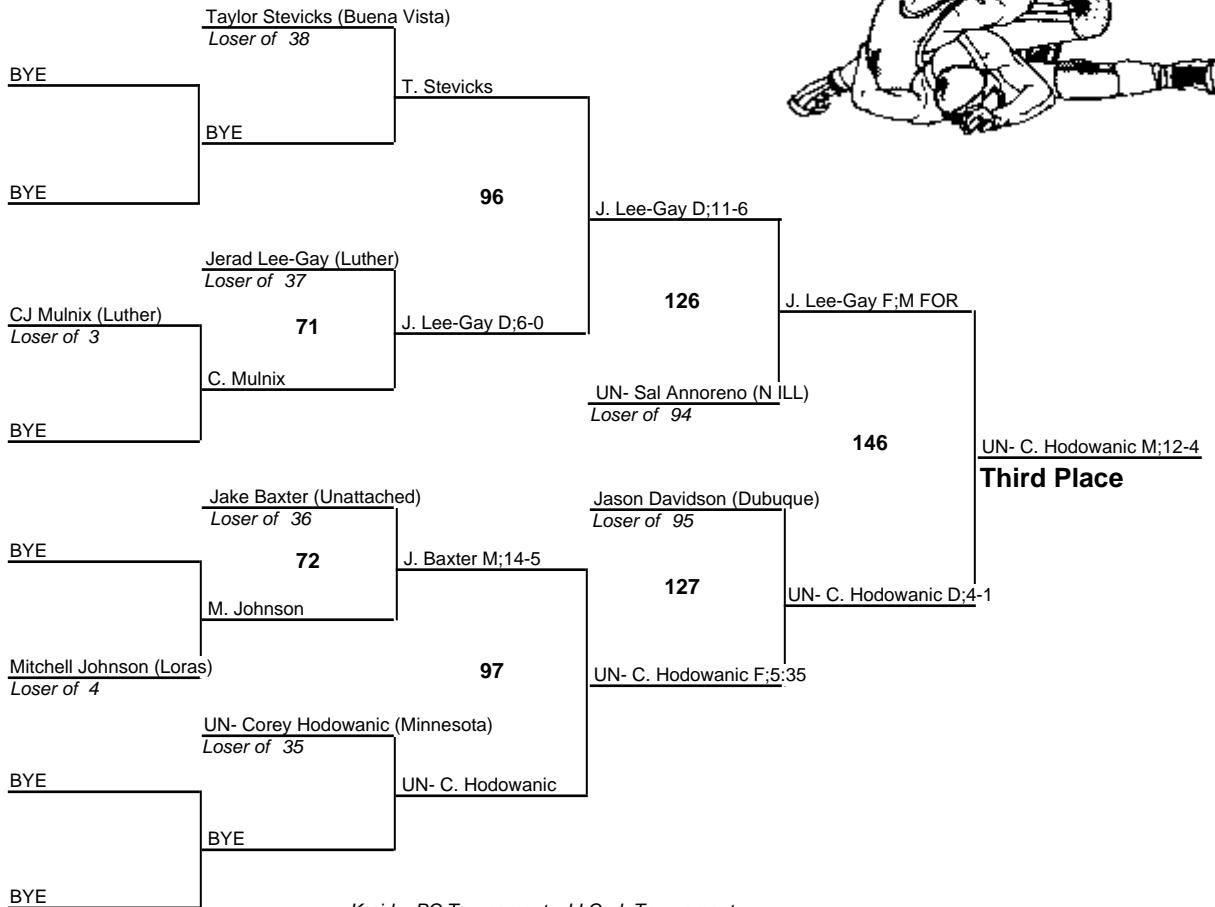 Taylor Stevicks (Buena Vista)
Loser of 38
BYE
T. Stevicks
BYE
BYE
96
J. Lee-Gay D;11-6
Jerad Lee-Gay (Luther)
Loser of 37
CJ Mulnix (Luther)
Loser of 3
71
J. Lee-Gay D;6-0
126
J. Lee-Gay F;M FOR
C. Mulnix
UN- Sal Annoreno (N ILL)
Loser of 94
BYE
146
UN- C. Hodowanic M;12-4
Third Place
Jake Baxter (Unattached)
Loser of 36
Jason Davidson (Dubuque)
Loser of 95
BYE
72
J. Baxter M;14-5
127
UN- C. Hodowanic D;4-1
M. Johnson
Mitchell Johnson (Loras)
Loser of 4
97
UN- C. Hodowanic F;5:35
UN- Corey Hodowanic (Minnesota)
Loser of 35
BYE
UN- C. Hodowanic
BYE
BYE